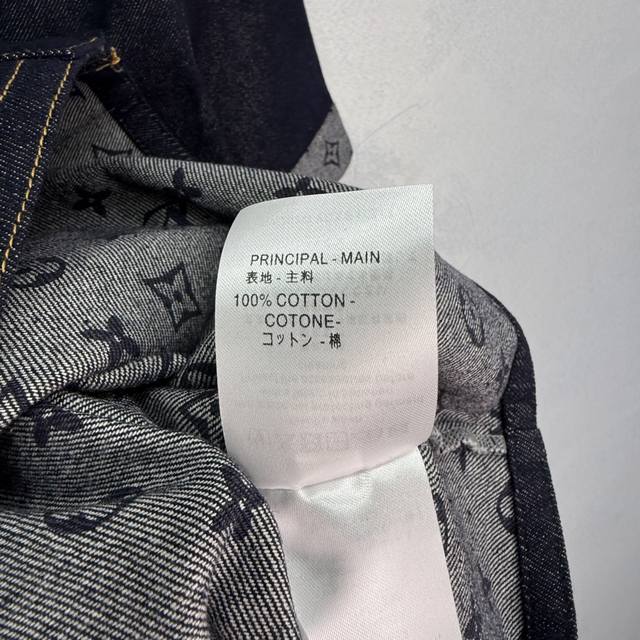 PRINCIPAL - MAIN
表地 - 主料
100% COTTON -
COTONE-
コットン - 棉